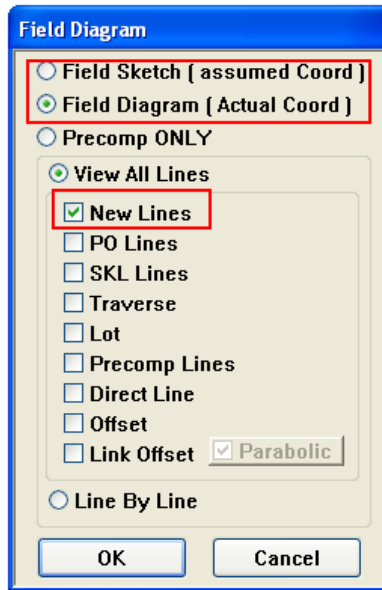 Field Diagram
Field Sketch ( assumed Coord )
Field Diagram ( Actual Coord )
Precomp ONLY
View All Lines
New Lines
PO Lines
SKL Lines
Traverse
Lot
Precomp Lines
Direct Line
Offset
Link Offset Parabolic
Line By Line
OK Cancel